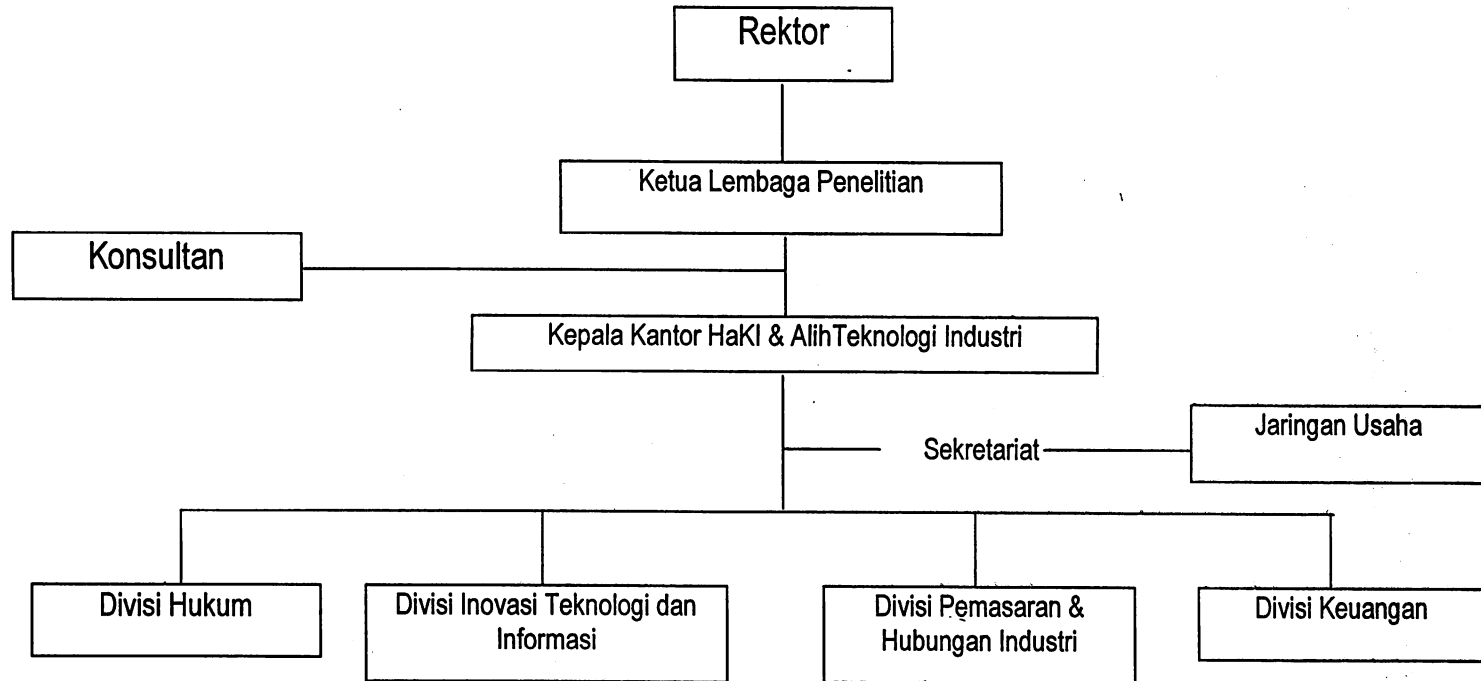 Rektor
Ketua Lembaga Penelitian
Konsultan
Kepala Kantor HaKI & AlihTeknologi Industri
Jaringan Usaha
Sekretariat
Divisi Hukum
Divisi Inovasi Teknologi dan
Informasi
Divisi Pemasaran &
Hubungan Industri
Divisi Keuangan